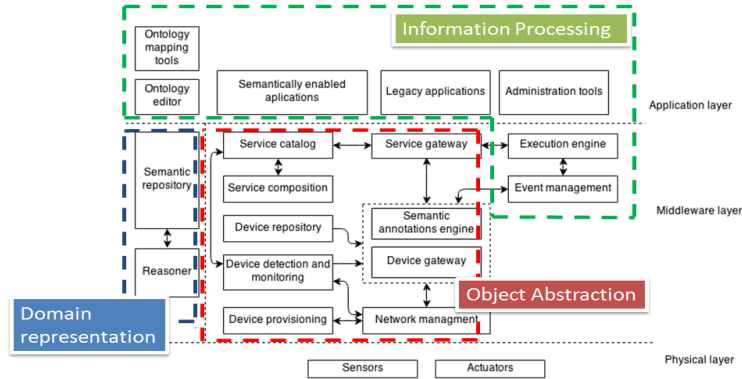 Information Processing
Ontology
mapping
tools
Ontology
editor
Semantically enabled
aplications
Legacy applications
Administration tools
Application layer
Semantic
repository
Service catalog
Service gateway
Execution engine
Service composition
Event management
Middleware layer
Device repository
Semantic
annotations engine
Reasoner
Device detection and
monitoring
Device gateway
Object Abstraction
Domain
representation
Device provisioning
Network managment
Physical layer
Sensors
Actuators